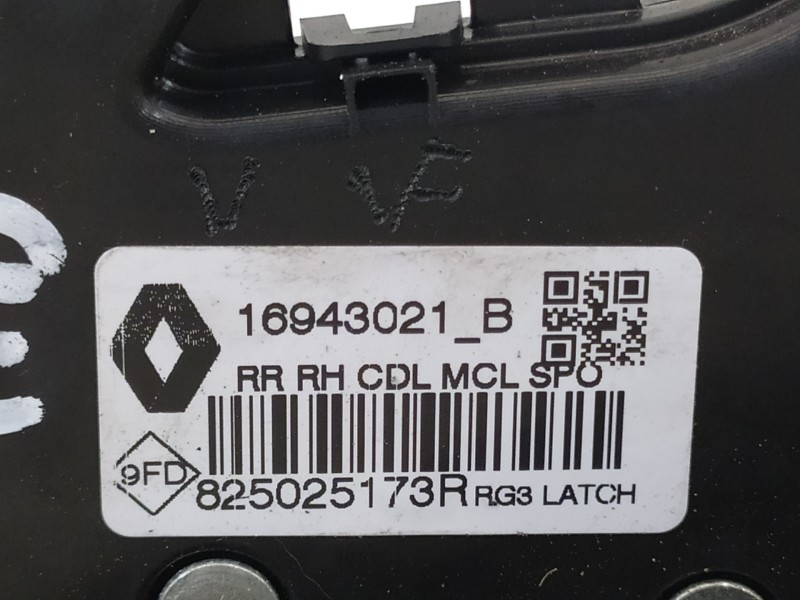 V VF
16943021_B
RR RH CDL MCL SPO
9FD
825025173R RG3 LATCH